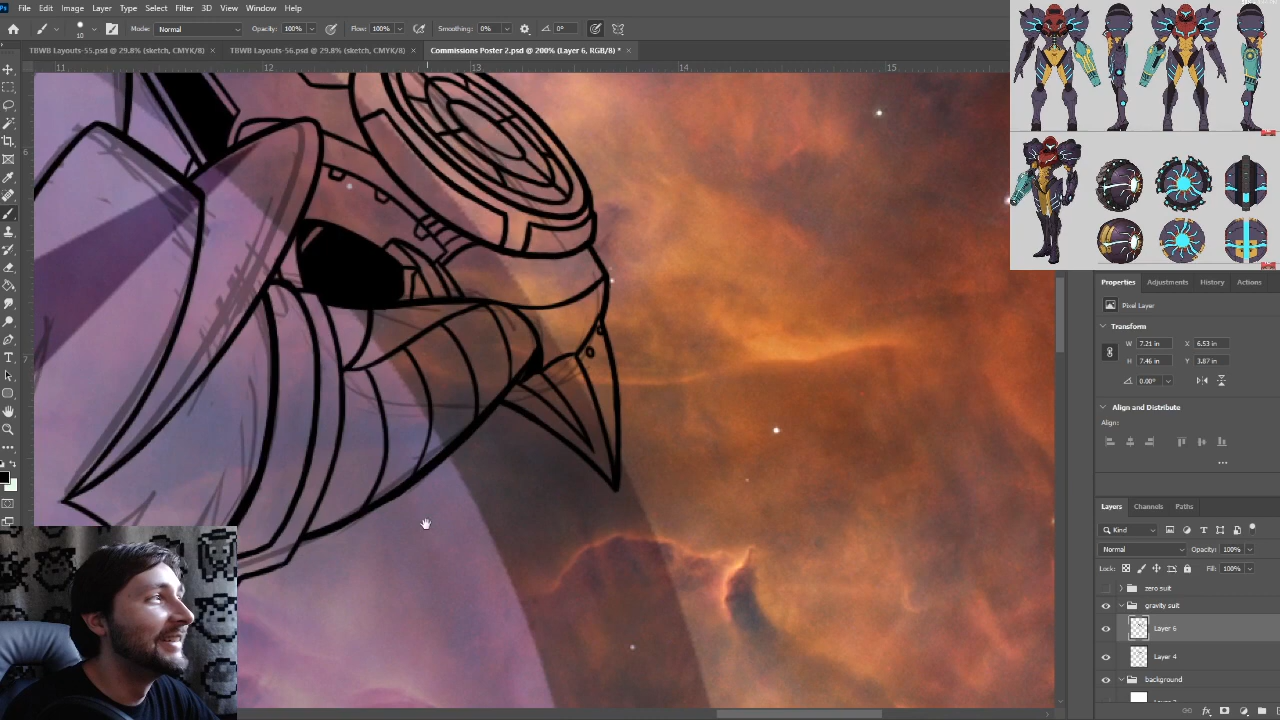 File Edit Image Layer Type Select Filter 3D View Window Help
10 Mode: Normal Opacity: 100% Flow: 100% Smoothing: 0% 0°
TBWB Layouts-55.psd @ 29.8% (sketch, CMYK/8) × TBWB Layouts-56.psd @ 29.8% (sketch, CMYK/8) × Commissions Poster 2.psd @ 200% (Layer 6, RGB/8) * ×
11 12 13 14 15
6
7
Properties Adjustments History Actions
Pixel Layer
Transform
W 7.21 in X 6.53 in
H 7.46 in Y 3.87 in
0.00°
Align and Distribute
Align:
Layers Channels Paths
Kind
Normal Opacity: 100%
Lock: Fill: 100%
zero suit
gravity suit
Layer 6
Layer 4
background